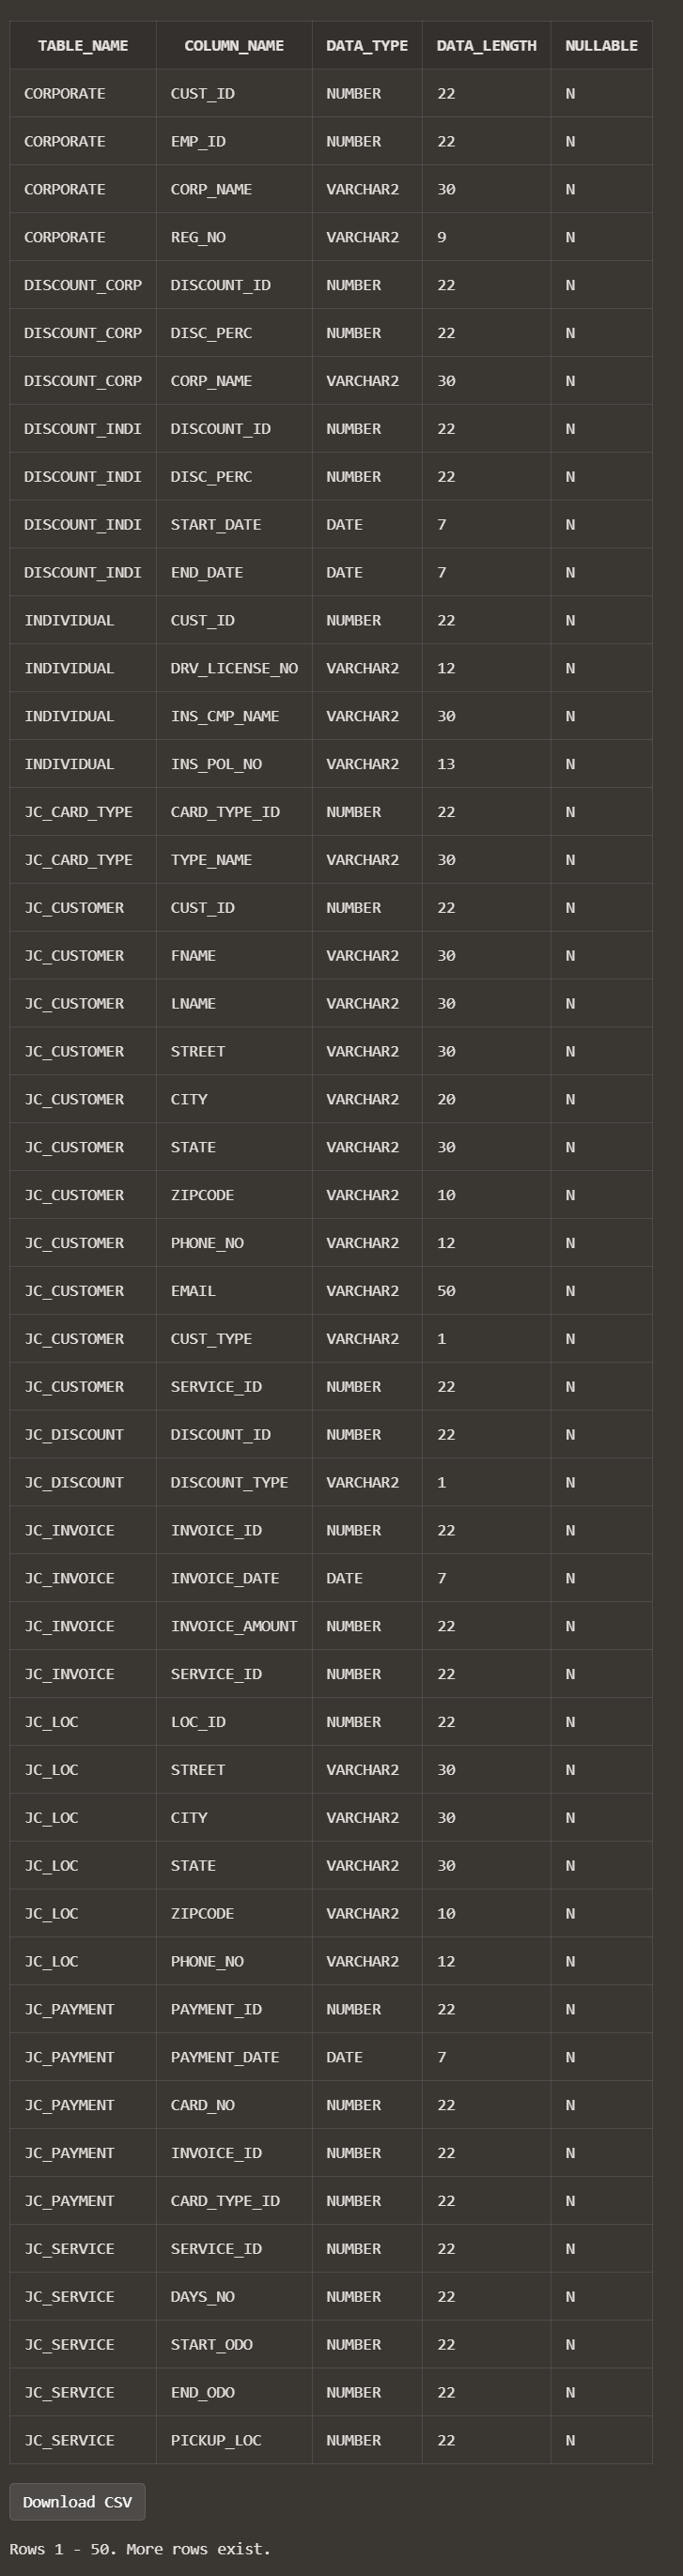 TABLE_NAME COLUMN_NAME DATA_TYPE DATA_LENGTH NULLABLE
CORPORATE CUST_ID NUMBER 22 N
CORPORATE EMP_ID NUMBER 22 N
CORPORATE CORP_NAME VARCHAR2 30 N
CORPORATE REG_NO VARCHAR2 9 N
DISCOUNT_CORP DISCOUNT_ID NUMBER 22 N
DISCOUNT_CORP DISC_PERC NUMBER 22 N
DISCOUNT_CORP CORP_NAME VARCHAR2 30 N
DISCOUNT_INDI DISCOUNT_ID NUMBER 22 N
DISCOUNT_INDI DISC_PERC NUMBER 22 N
DISCOUNT_INDI START_DATE DATE 7 N
DISCOUNT_INDI END_DATE DATE 7 N
INDIVIDUAL CUST_ID NUMBER 22 N
INDIVIDUAL DRV_LICENSE_NO VARCHAR2 12 N
INDIVIDUAL INS_CMP_NAME VARCHAR2 30 N
INDIVIDUAL INS_POL_NO VARCHAR2 13 N
JC_CARD_TYPE CARD_TYPE_ID NUMBER 22 N
JC_CARD_TYPE TYPE_NAME VARCHAR2 30 N
JC_CUSTOMER CUST_ID NUMBER 22 N
JC_CUSTOMER FNAME VARCHAR2 30 N
JC_CUSTOMER LNAME VARCHAR2 30 N
JC_CUSTOMER STREET VARCHAR2 30 N
JC_CUSTOMER CITY VARCHAR2 20 N
JC_CUSTOMER STATE VARCHAR2 30 N
JC_CUSTOMER ZIPCODE VARCHAR2 10 N
JC_CUSTOMER PHONE_NO VARCHAR2 12 N
JC_CUSTOMER EMAIL VARCHAR2 50 N
JC_CUSTOMER CUST_TYPE VARCHAR2 1 N
JC_CUSTOMER SERVICE_ID NUMBER 22 N
JC_DISCOUNT DISCOUNT_ID NUMBER 22 N
JC_DISCOUNT DISCOUNT_TYPE VARCHAR2 1 N
JC_INVOICE INVOICE_ID NUMBER 22 N
JC_INVOICE INVOICE_DATE DATE 7 N
JC_INVOICE INVOICE_AMOUNT NUMBER 22 N
JC_INVOICE SERVICE_ID NUMBER 22 N
JC_LOC LOC_ID NUMBER 22 N
JC_LOC STREET VARCHAR2 30 N
JC_LOC CITY VARCHAR2 30 N
JC_LOC STATE VARCHAR2 30 N
JC_LOC ZIPCODE VARCHAR2 10 N
JC_LOC PHONE_NO VARCHAR2 12 N
JC_PAYMENT PAYMENT_ID NUMBER 22 N
JC_PAYMENT PAYMENT_DATE DATE 7 N
JC_PAYMENT CARD_NO NUMBER 22 N
JC_PAYMENT INVOICE_ID NUMBER 22 N
JC_PAYMENT CARD_TYPE_ID NUMBER 22 N
JC_SERVICE SERVICE_ID NUMBER 22 N
JC_SERVICE DAYS_NO NUMBER 22 N
JC_SERVICE START_ODO NUMBER 22 N
JC_SERVICE END_ODO NUMBER 22 N
JC_SERVICE PICKUP_LOC NUMBER 22 N
Download CSV
Rows 1 - 50. More rows exist.